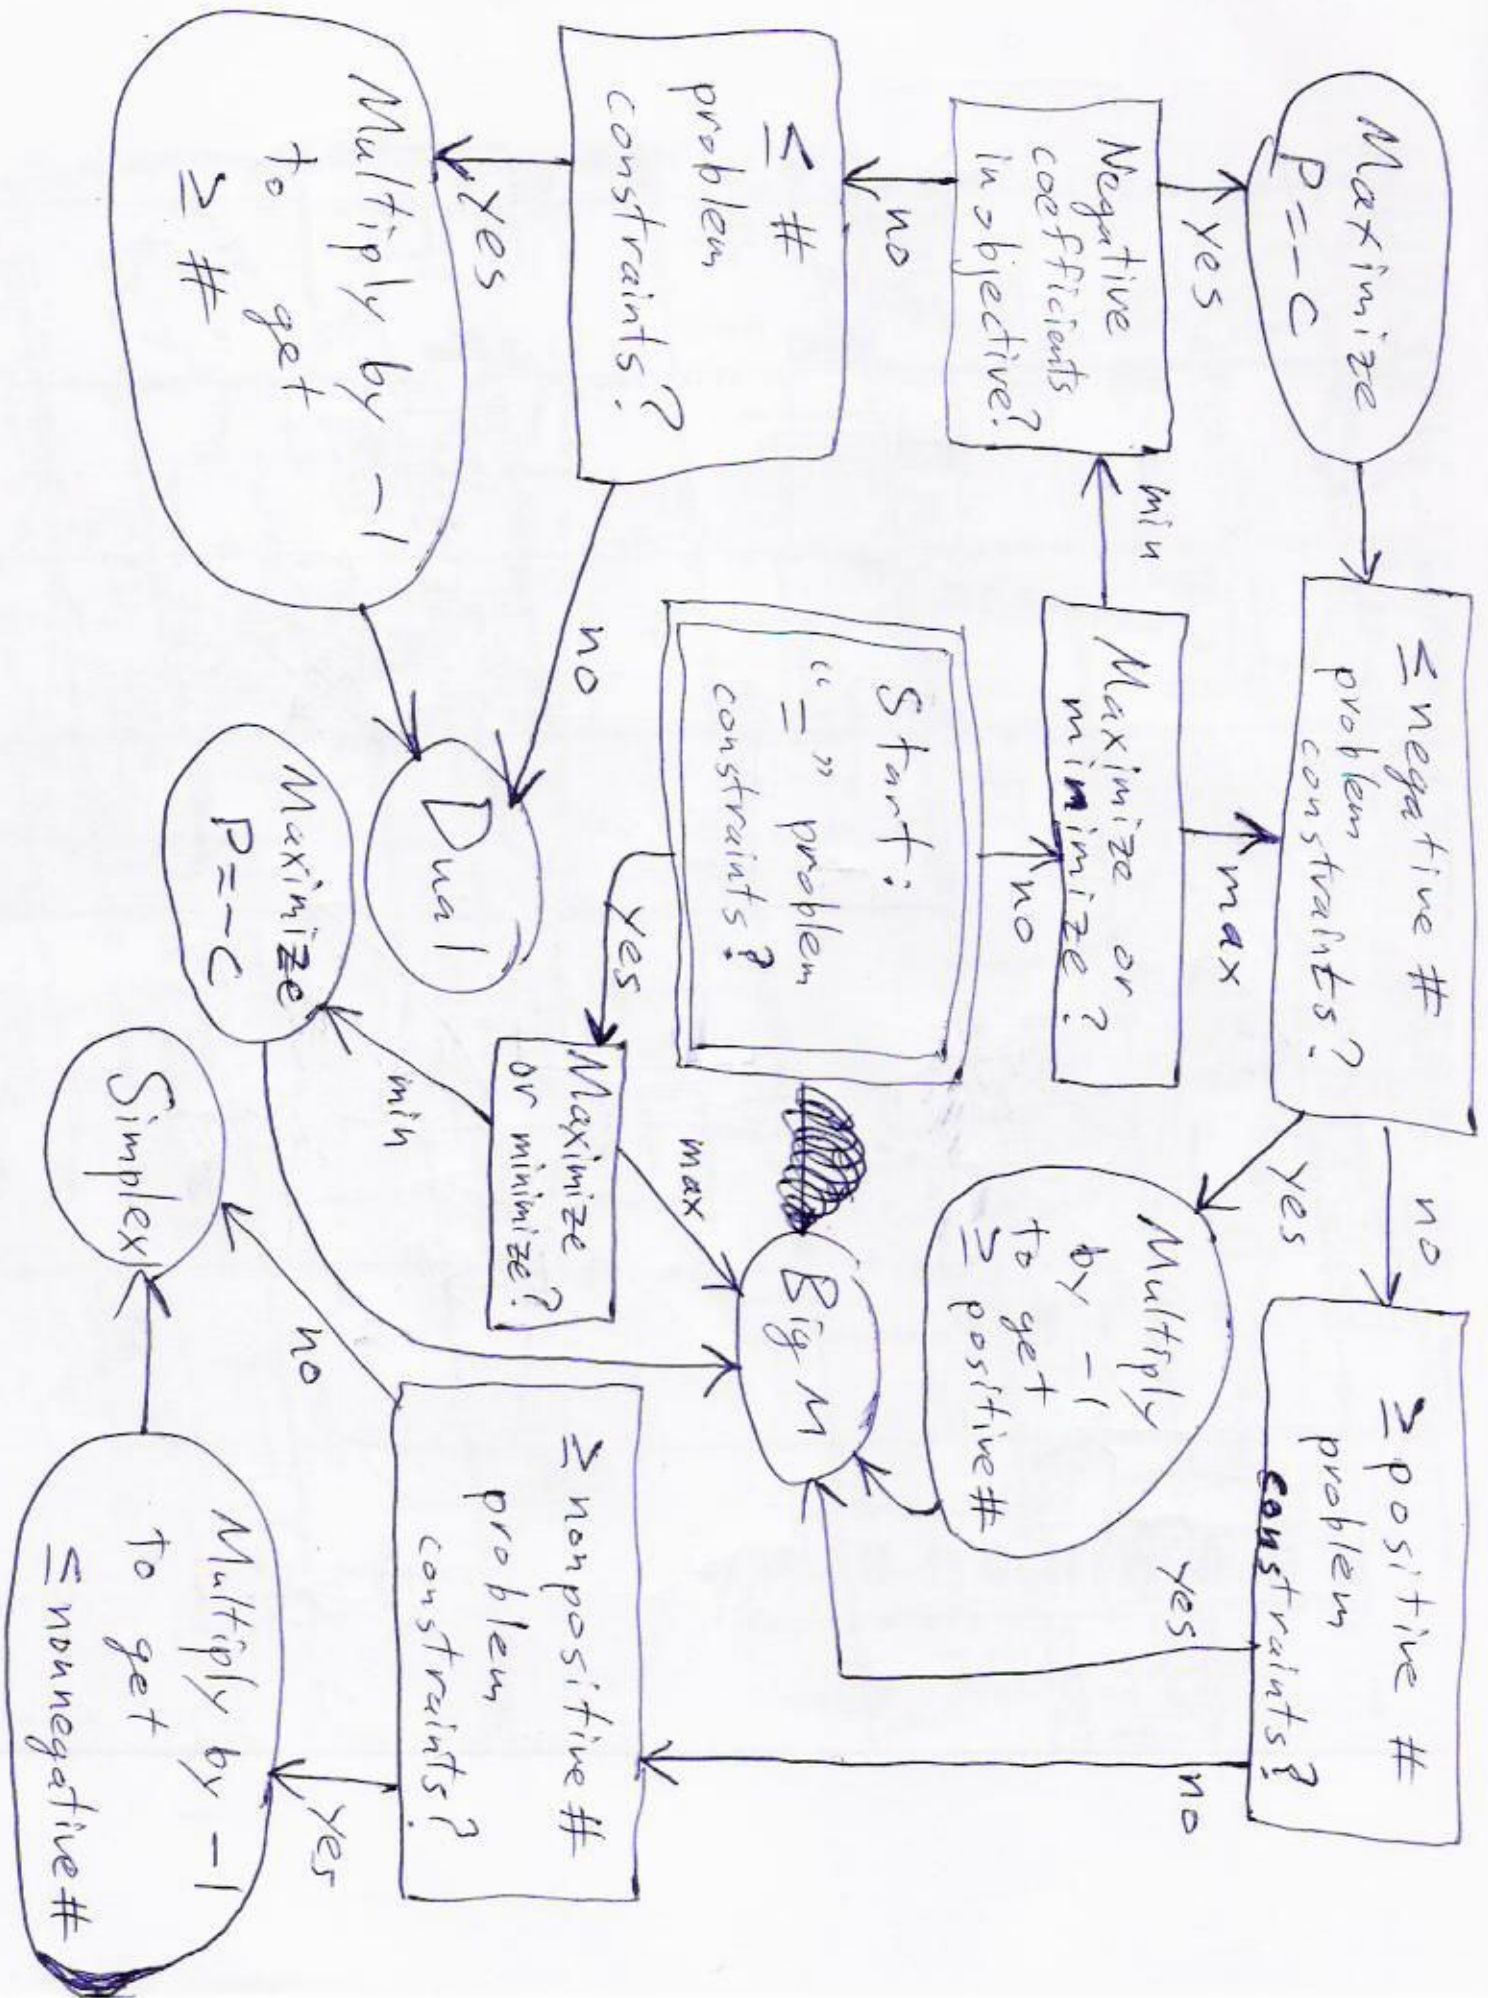 Maximize
P=-C
≤ negative #
problem
constraints?
no
≥ positive #
problem
constraints?
yes
max
yes
Multiply
by -1
to get
≥ positive #
yes
no
Negative
coefficients
in objective?
min
Maximize or
minimize?
no
no
Start:
"=" problem
constraints?
Big M
≤ #
problem
constraints?
no
yes
Maximize
or minimize?
max
≥ nonpositive #
problem
constraints?
yes
Dual
min
no
yes
Multiply by -1
to get
≥ #
Maximize
P=-C
Simplex
Multiply by -1
to get
≤ nonnegative #